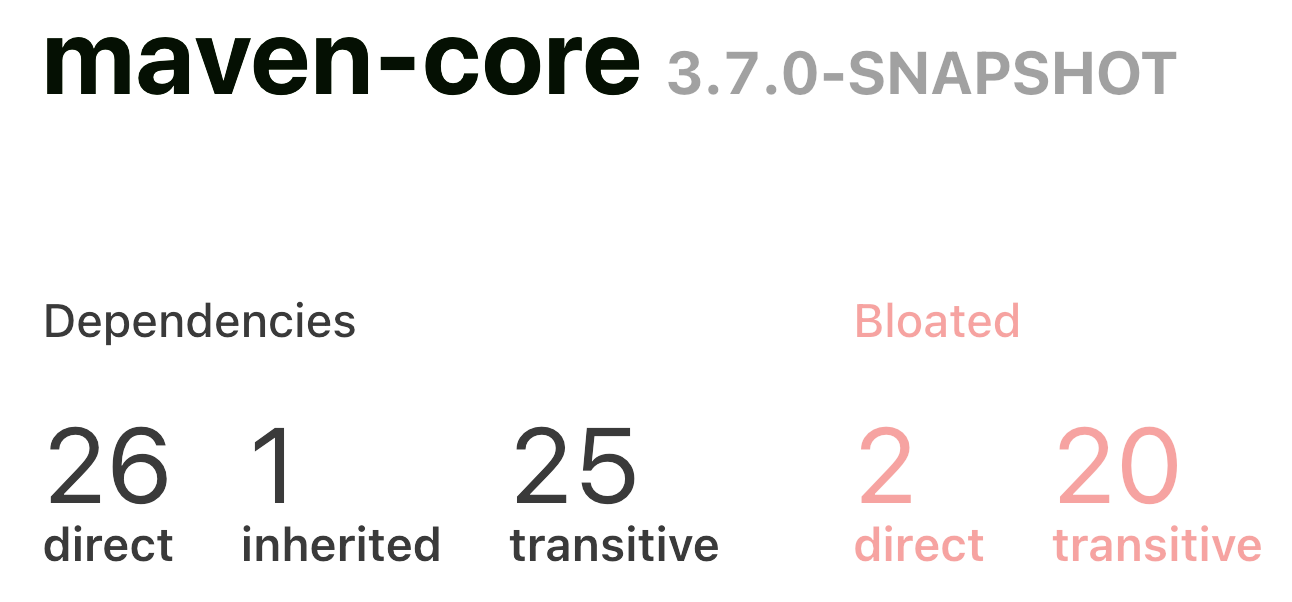 maven-core 3.7.0-SNAPSHOT
Dependencies Bloated
26 1 25 2 20
direct inherited transitive direct transitive